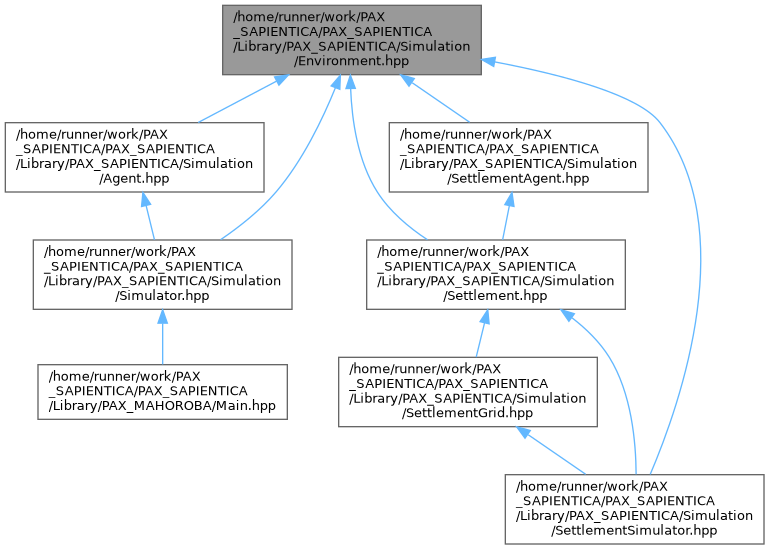 /home/runner/work/PAX
_SAPIENTICA/PAX_SAPIENTICA
/Library/PAX_SAPIENTICA/Simulation
/Environment.hpp
/home/runner/work/PAX
_SAPIENTICA/PAX_SAPIENTICA
/Library/PAX_SAPIENTICA/Simulation
/Agent.hpp
/home/runner/work/PAX
_SAPIENTICA/PAX_SAPIENTICA
/Library/PAX_SAPIENTICA/Simulation
/SettlementAgent.hpp
/home/runner/work/PAX
_SAPIENTICA/PAX_SAPIENTICA
/Library/PAX_SAPIENTICA/Simulation
/Simulator.hpp
/home/runner/work/PAX
_SAPIENTICA/PAX_SAPIENTICA
/Library/PAX_SAPIENTICA/Simulation
/Settlement.hpp
/home/runner/work/PAX
_SAPIENTICA/PAX_SAPIENTICA
/Library/PAX_MAHOROBA/Main.hpp
/home/runner/work/PAX
_SAPIENTICA/PAX_SAPIENTICA
/Library/PAX_SAPIENTICA/Simulation
/SettlementGrid.hpp
/home/runner/work/PAX
_SAPIENTICA/PAX_SAPIENTICA
/Library/PAX_SAPIENTICA/Simulation
/SettlementSimulator.hpp